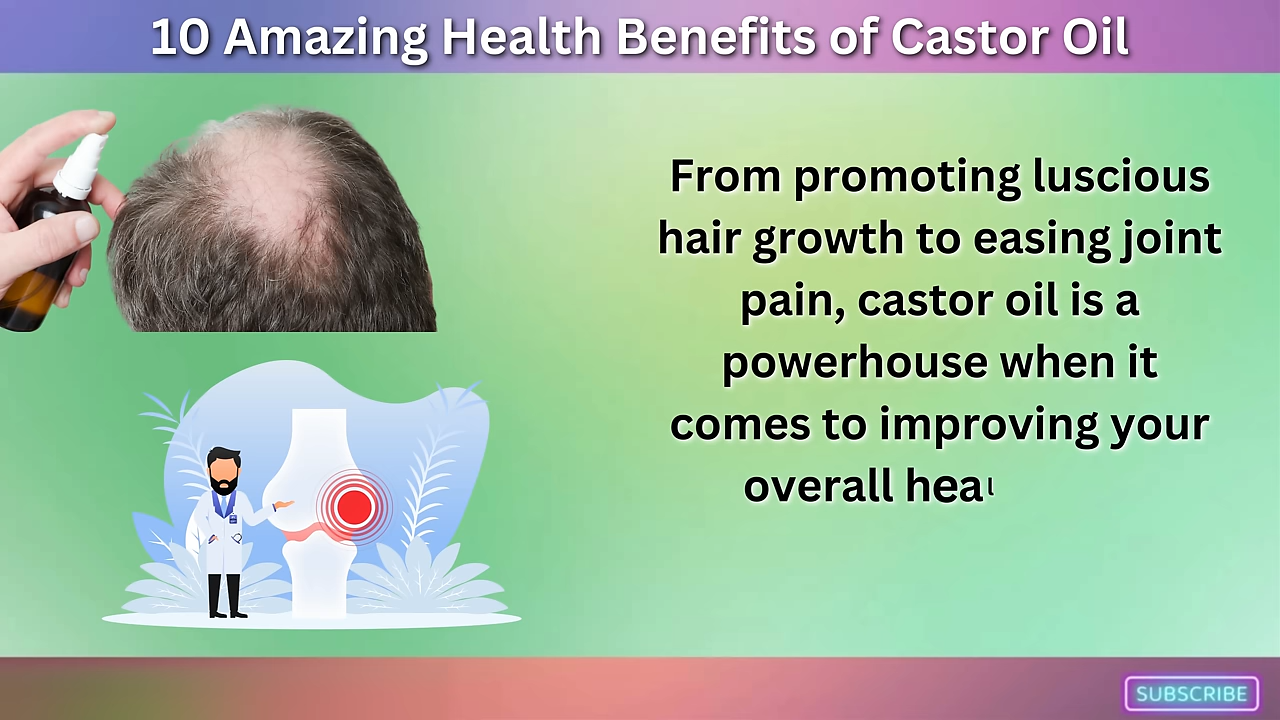 10 Amazing Health Benefits of Castor Oil
From promoting luscious
hair growth to easing joint
pain, castor oil is a
powerhouse when it
comes to improving your
overall heal
SUBSCRIBE